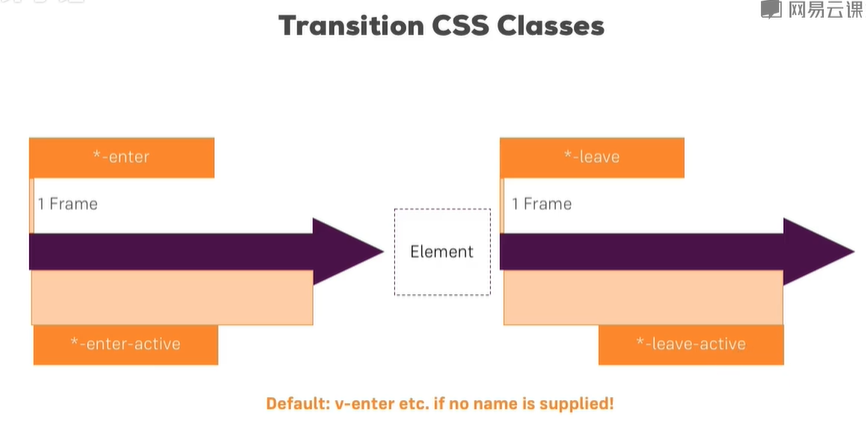 网易云课
Transition CSS Classes
*-enter
*-leave
1 Frame
1 Frame
Element
*-enter-active
*-leave-active
Default: v-enter etc. if no name is supplied!